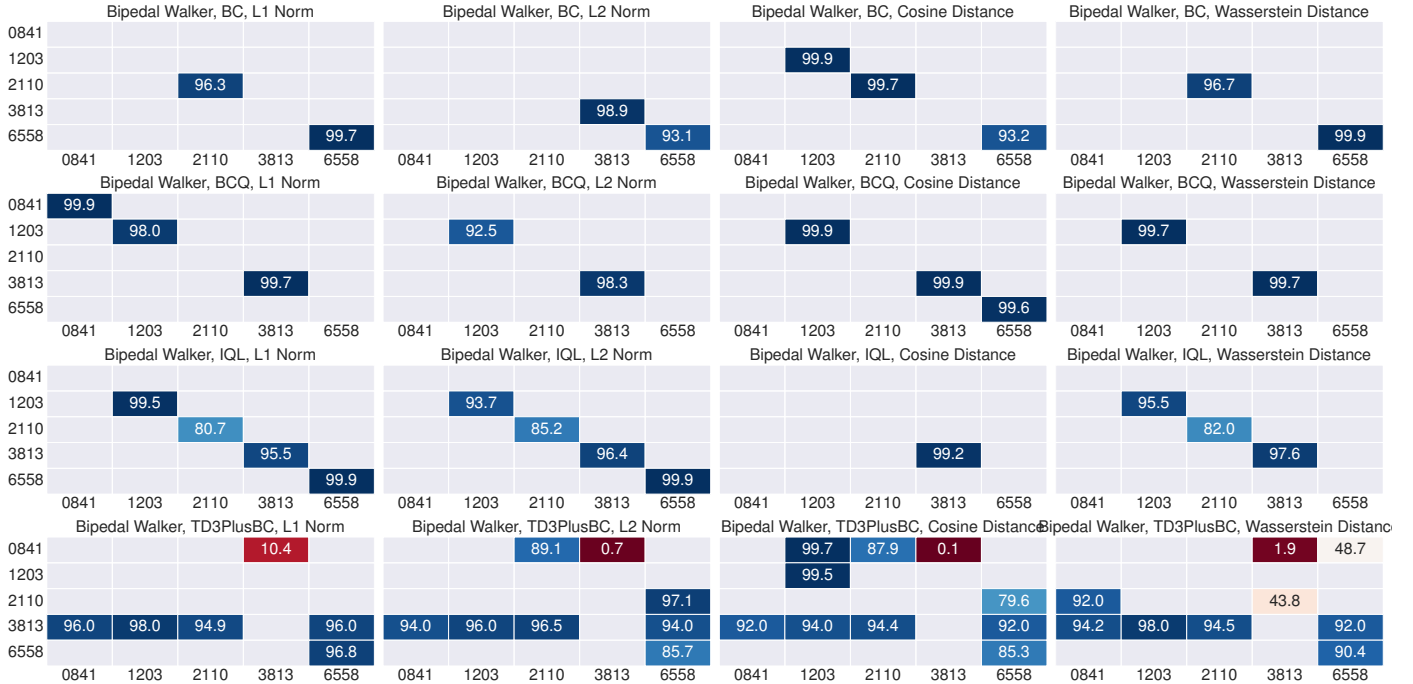 Bipedal Walker, BC, L1 Norm Bipedal Walker, BC, L2 Norm Bipedal Walker, BC, Cosine Distance Bipedal Walker, BC, Wasserstein Distance
0841
1203 99.9
2110 96.3 99.7 96.7
3813 98.9
6558 99.7 93.1 93.2 99.9
0841 1203 2110 3813 6558 0841 1203 2110 3813 6558 0841 1203 2110 3813 6558 0841 1203 2110 3813 6558
Bipedal Walker, BCQ, L1 Norm Bipedal Walker, BCQ, L2 Norm Bipedal Walker, BCQ, Cosine Distance Bipedal Walker, BCQ, Wasserstein Distance
0841 99.9
1203 98.0 92.5 99.9 99.7
2110
3813 99.7 98.3 99.9 99.7
6558 99.6
0841 1203 2110 3813 6558 0841 1203 2110 3813 6558 0841 1203 2110 3813 6558 0841 1203 2110 3813 6558
Bipedal Walker, IQL, L1 Norm Bipedal Walker, IQL, L2 Norm Bipedal Walker, IQL, Cosine Distance Bipedal Walker, IQL, Wasserstein Distance
0841
1203 99.5 93.7 95.5
2110 80.7 85.2 82.0
3813 95.5 96.4 99.2 97.6
6558 99.9 99.9
0841 1203 2110 3813 6558 0841 1203 2110 3813 6558 0841 1203 2110 3813 6558 0841 1203 2110 3813 6558
Bipedal Walker, TD3PlusBC, L1 Norm Bipedal Walker, TD3PlusBC, L2 Norm Bipedal Walker, TD3PlusBC, Cosine Distance Bipedal Walker, TD3PlusBC, Wasserstein Distance
0841 10.4 89.1 0.7 99.7 87.9 0.1 1.9 48.7
1203 99.5
2110 97.1 79.6 92.0 43.8
3813 96.0 98.0 94.9 96.0 94.0 96.0 96.5 94.0 92.0 94.0 94.4 92.0 94.2 98.0 94.5 92.0
6558 96.8 85.7 85.3 90.4
0841 1203 2110 3813 6558 0841 1203 2110 3813 6558 0841 1203 2110 3813 6558 0841 1203 2110 3813 6558